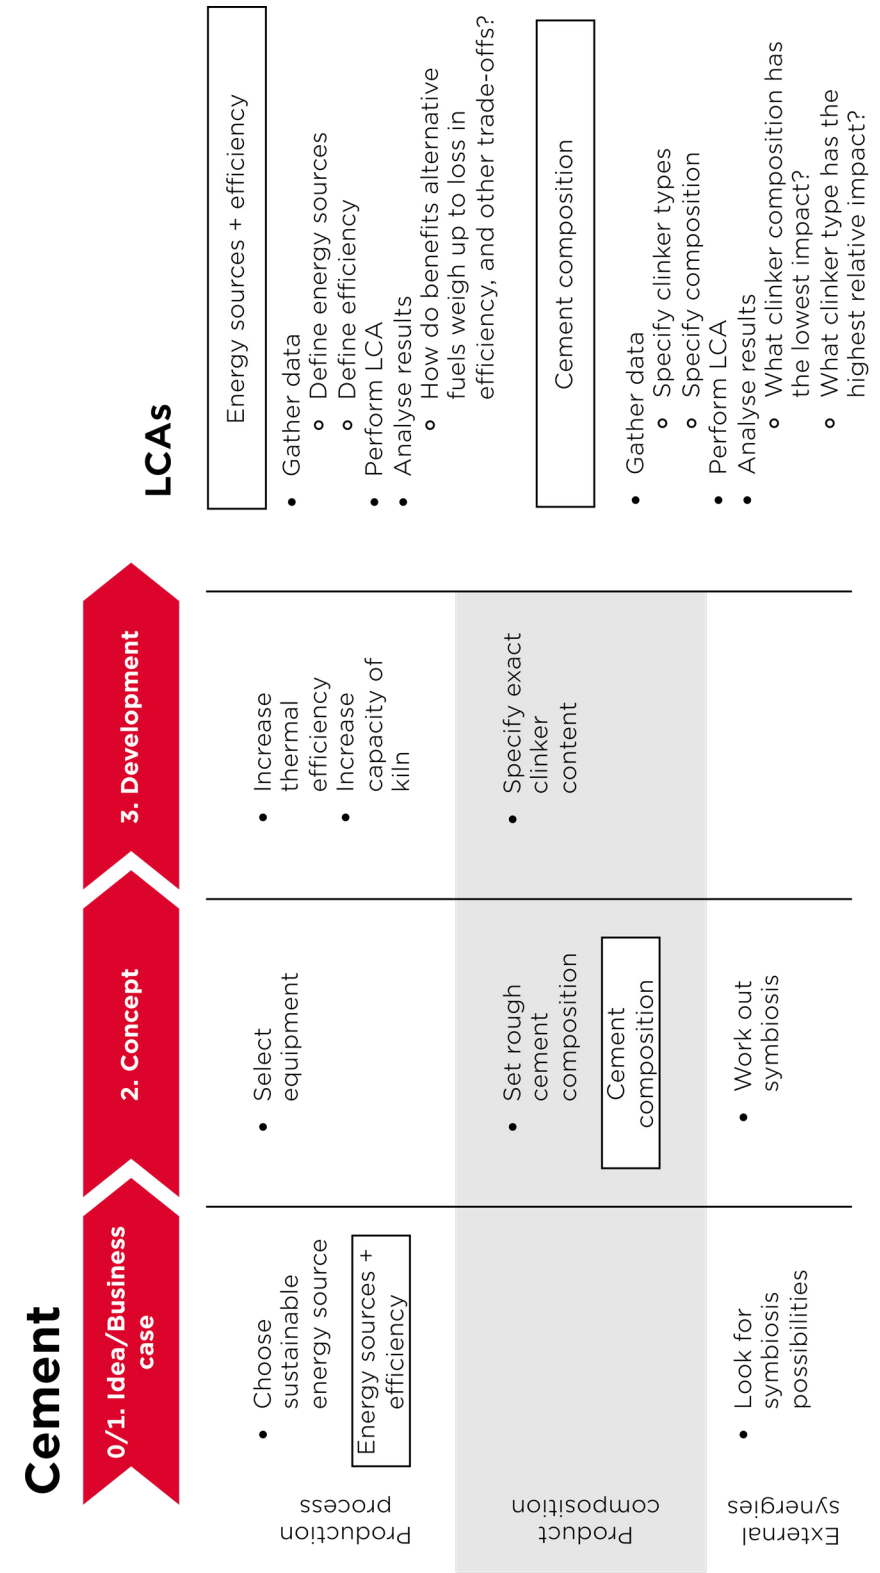 Cement
0/1. Idea/Business
case
2. Concept
3. Development
LCAs
Production
process
• Choose
sustainable
energy source
Energy sources +
efficiency
• Select
equipment
• Increase
thermal
efficiency
• Increase
capacity of
kiln
Product
composition
• Set rough
cement
composition
Cement
composition
• Specify exact
clinker
content
External
synergies
• Look for
symbiosis
possibilities
• Work out
symbiosis
Energy sources + efficiency
• Gather data
o Define energy sources
o Define efficiency
• Perform LCA
• Analyse results
o How do benefits alternative
fuels weigh up to loss in
efficiency, and other trade-offs?
Cement composition
• Gather data
o Specify clinker types
o Specify composition
• Perform LCA
• Analyse results
o What clinker composition has
the lowest impact?
o What clinker type has the
highest relative impact?